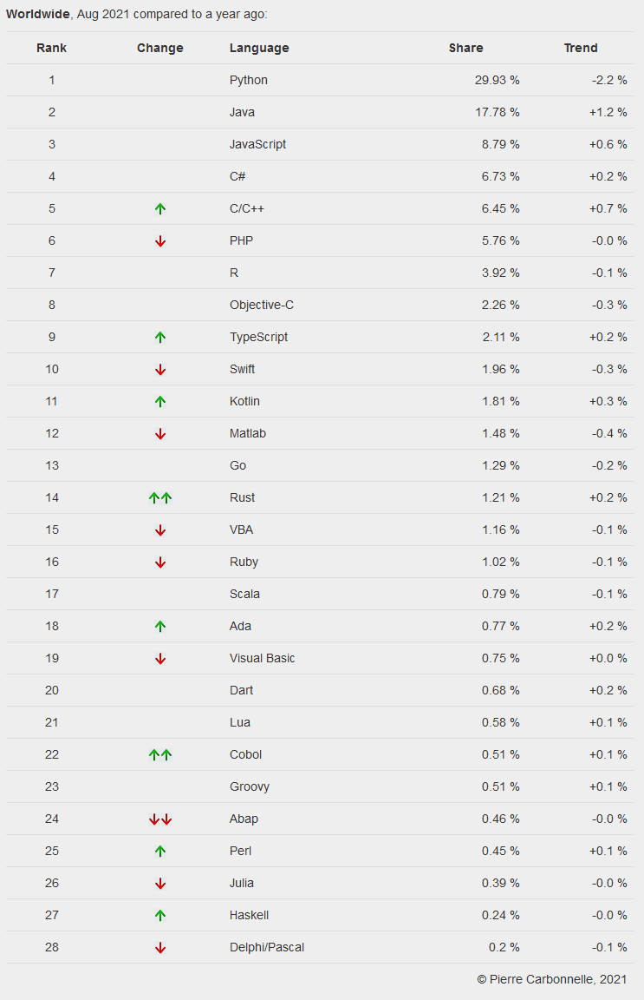 Worldwide, Aug 2021 compared to a year ago:
Rank Change Language Share Trend
1 Python 29.93 % -2.2 %
2 Java 17.78 % +1.2 %
3 JavaScript 8.79 % +0.6 %
4 C# 6.73 % +0.2 %
5 ↑ C/C++ 6.45 % +0.7 %
6 ↓ PHP 5.76 % -0.0 %
7 R 3.92 % -0.1 %
8 Objective-C 2.26 % -0.3 %
9 ↑ TypeScript 2.11 % +0.2 %
10 ↓ Swift 1.96 % -0.3 %
11 ↑ Kotlin 1.81 % +0.3 %
12 ↓ Matlab 1.48 % -0.4 %
13 Go 1.29 % -0.2 %
14 ↑↑ Rust 1.21 % +0.2 %
15 ↓ VBA 1.16 % -0.1 %
16 ↓ Ruby 1.02 % -0.1 %
17 Scala 0.79 % -0.1 %
18 ↑ Ada 0.77 % +0.2 %
19 ↓ Visual Basic 0.75 % +0.0 %
20 Dart 0.68 % +0.2 %
21 Lua 0.58 % +0.1 %
22 ↑↑ Cobol 0.51 % +0.1 %
23 Groovy 0.51 % +0.1 %
24 ↓↓ Abap 0.46 % -0.0 %
25 ↑ Perl 0.45 % +0.1 %
26 ↓ Julia 0.39 % -0.0 %
27 ↑ Haskell 0.24 % -0.0 %
28 ↓ Delphi/Pascal 0.2 % -0.1 %
© Pierre Carbonnelle, 2021